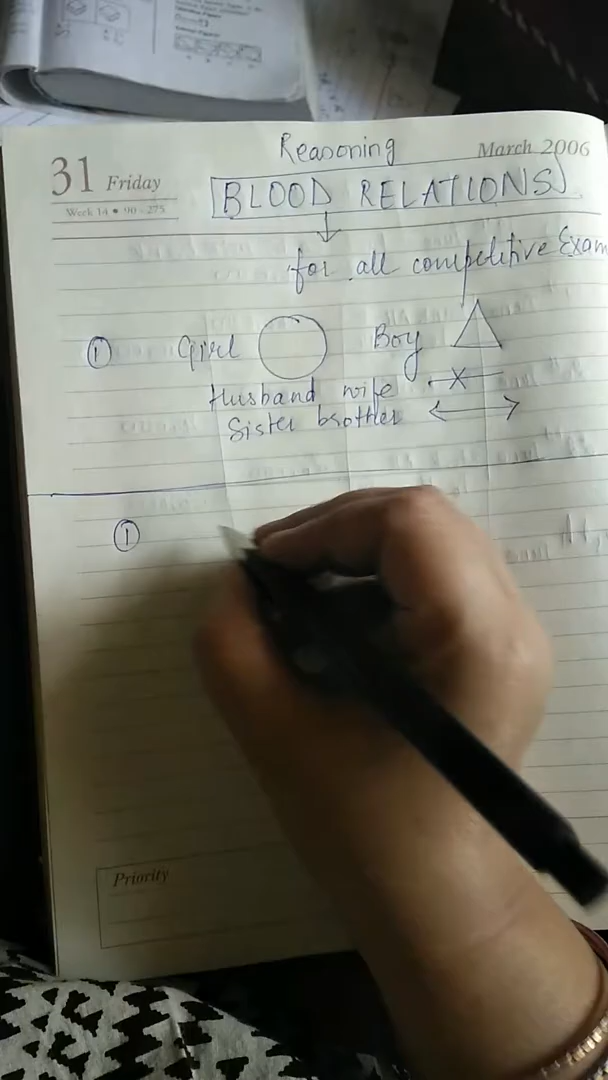 Reasoning
31 Friday
March 2006
Week 14 • 90 - 275
BLOOD RELATIONS
for all competitive Exam
① Girl Boy
Husband wife
Sister brother
①
Priority